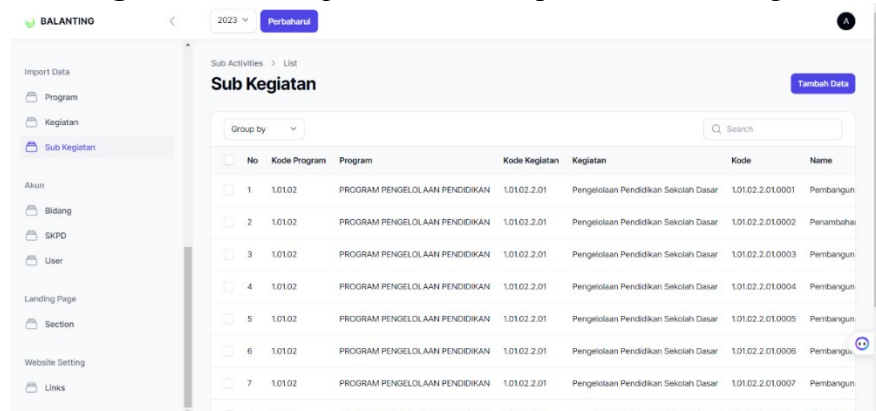 BALANTING
2023 Perbaharui
A
Import Data
Program
Kegiatan
Sub Kegiatan
Akun
Bidang
SKPD
User
Landing Page
Section
Website Setting
Links
Sub Activities > List
Sub Kegiatan
Tambah Data
Group by
Search
No Kode Program Program Kode Kegiatan Kegiatan Kode Name
1 1.01.02 PROGRAM PENGELOLAAN PENDIDIKAN 1.01.02.2.01 Pengelolaan Pendidikan Sekolah Dasar 1.01.02.2.01.0001 Pembangun
2 1.01.02 PROGRAM PENGELOLAAN PENDIDIKAN 1.01.02.2.01 Pengelolaan Pendidikan Sekolah Dasar 1.01.02.2.01.0002 Penambaha
3 1.01.02 PROGRAM PENGELOLAAN PENDIDIKAN 1.01.02.2.01 Pengelolaan Pendidikan Sekolah Dasar 1.01.02.2.01.0003 Pembangun
4 1.01.02 PROGRAM PENGELOLAAN PENDIDIKAN 1.01.02.2.01 Pengelolaan Pendidikan Sekolah Dasar 1.01.02.2.01.0004 Pembangun
5 1.01.02 PROGRAM PENGELOLAAN PENDIDIKAN 1.01.02.2.01 Pengelolaan Pendidikan Sekolah Dasar 1.01.02.2.01.0005 Pembangun
6 1.01.02 PROGRAM PENGELOLAAN PENDIDIKAN 1.01.02.2.01 Pengelolaan Pendidikan Sekolah Dasar 1.01.02.2.01.0006 Pembangu
7 1.01.02 PROGRAM PENGELOLAAN PENDIDIKAN 1.01.02.2.01 Pengelolaan Pendidikan Sekolah Dasar 1.01.02.2.01.0007 Pembangun